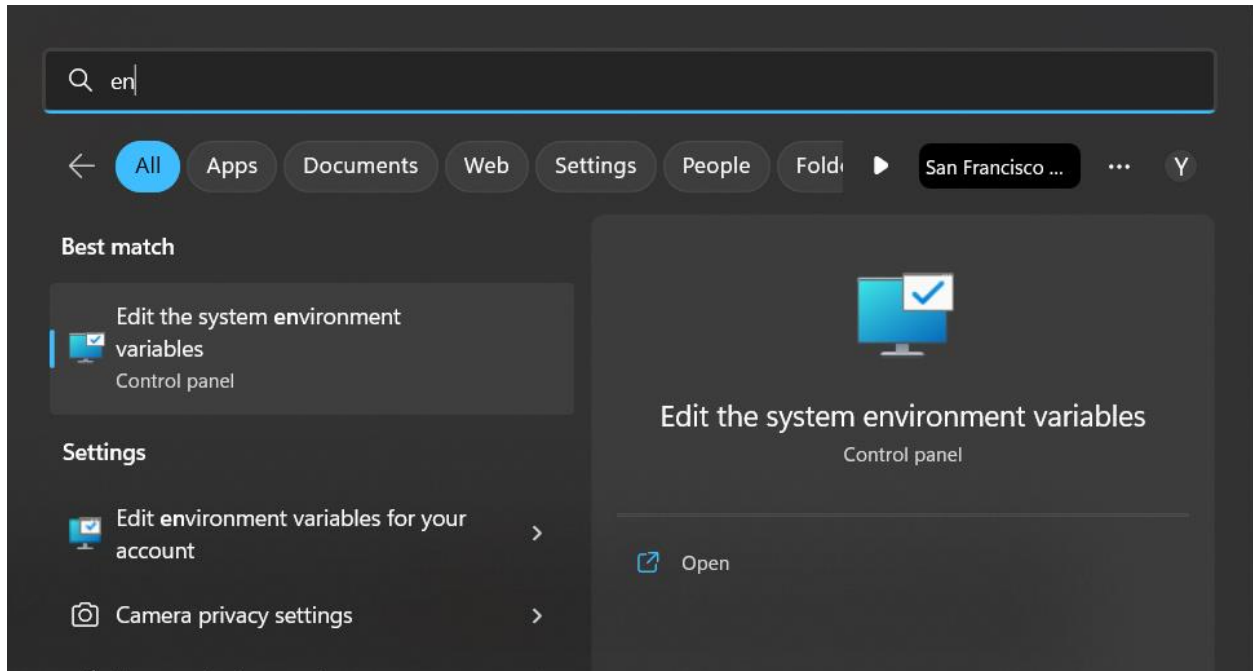 en
All
Apps
Documents
Web
Settings
People
San Francisco ...
...
Y
Best match
Edit the system environment
variables
Control panel
Settings
Edit environment variables for your
account
Camera privacy settings
Edit the system environment variables
Control panel
Open